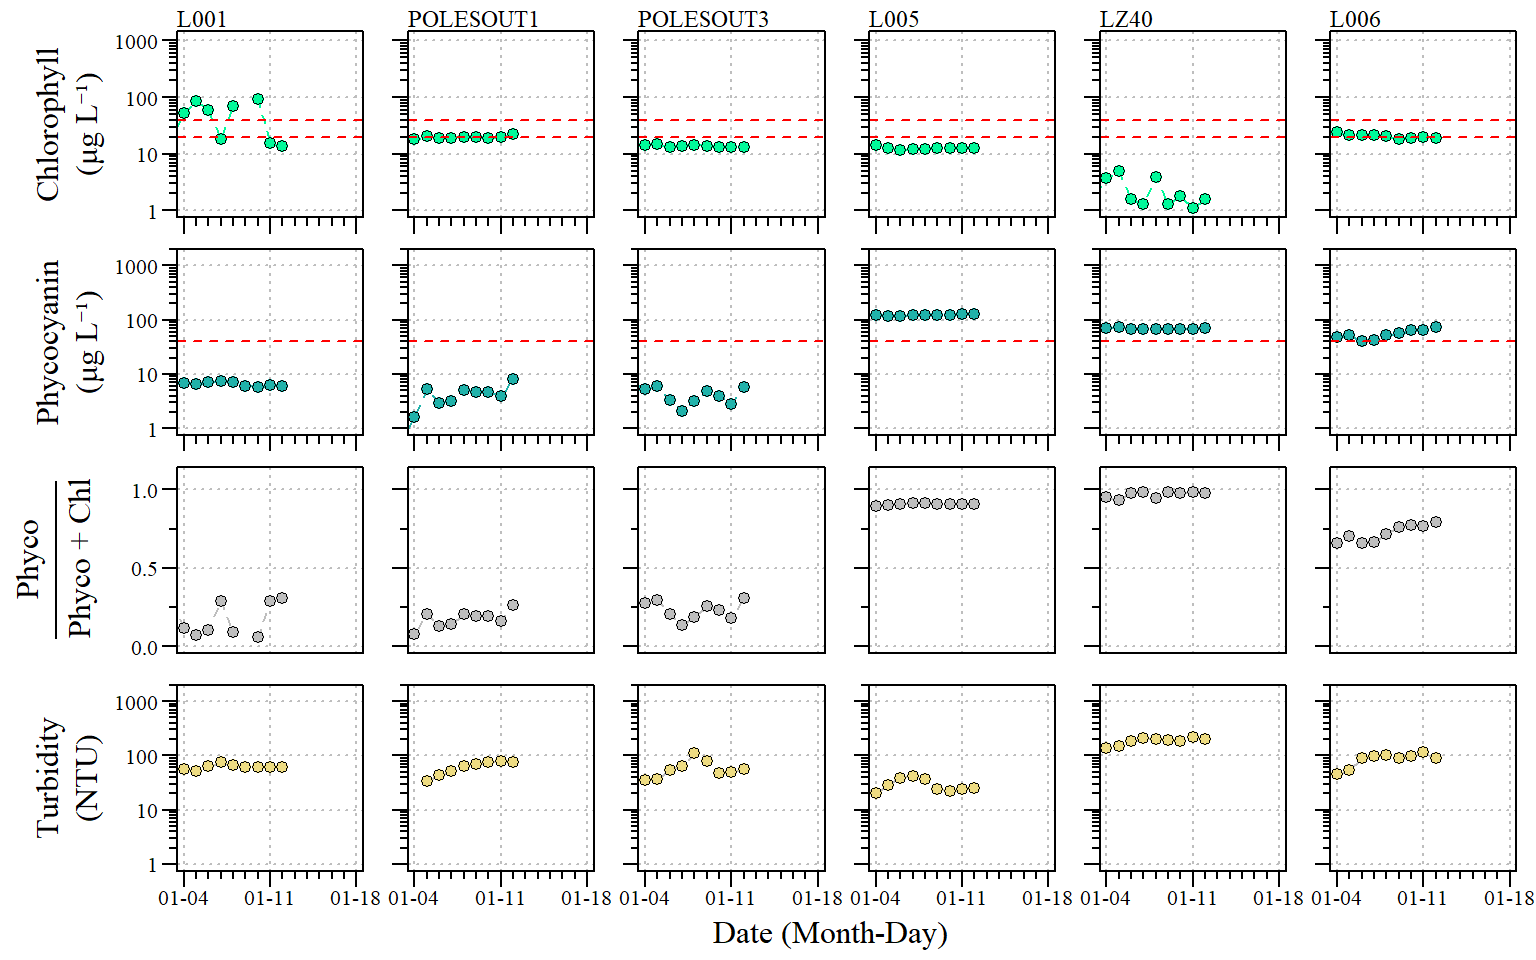 L001 POLESOUT1 POLESOUT3 L005 LZ40 L006
Chlorophyll
(µg L⁻¹)
1000
100
10
1
Phycocyanin
(µg L⁻¹)
1000
100
10
1
Phyco
Phyco + Chl
1.0
0.5
0.0
Turbidity
(NTU)
1000
100
10
1
01-04 01-11 01-18 01-04 01-11 01-18 01-04 01-11 01-18 01-04 01-11 01-18 01-04 01-11 01-18 01-04 01-11 01-18
Date (Month-Day)